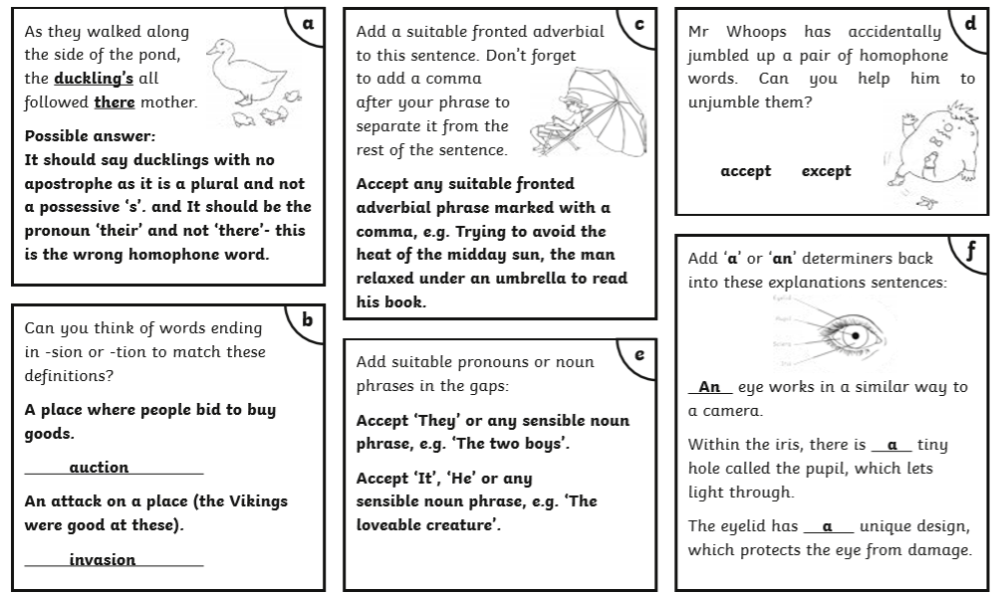 a
As they walked along
the side of the pond,
the duckling's all
followed there mother.
Possible answer:
It should say ducklings with no
apostrophe as it is a plural and not
a possessive 's'. and It should be the
pronoun 'their' and not 'there'- this
is the wrong homophone word.
b
Can you think of words ending
in -sion or -tion to match these
definitions?
A place where people bid to buy
goods.
auction
An attack on a place (the Vikings
were good at these).
invasion
c
Add a suitable fronted adverbial
to this sentence. Don't forget
to add a comma
after your phrase to
separate it from the
rest of the sentence.
Accept any suitable fronted
adverbial phrase marked with a
comma, e.g. Trying to avoid the
heat of the midday sun, the man
relaxed under an umbrella to read
his book.
e
Add suitable pronouns or noun
phrases in the gaps:
Accept 'They' or any sensible noun
phrase, e.g. 'The two boys'.
Accept 'It', 'He' or any
sensible noun phrase, e.g. 'The
loveable creature'.
d
Mr Whoops has accidentally
jumbled up a pair of homophone
words. Can you help him to
unjumble them?
accept except
f
Add 'a' or 'an' determiners back
into these explanations sentences:
Eyelid
Pupil
Sclera
Iris
An eye works in a similar way to
a camera.
Within the iris, there is a tiny
hole called the pupil, which lets
light through.
The eyelid has a unique design,
which protects the eye from damage.